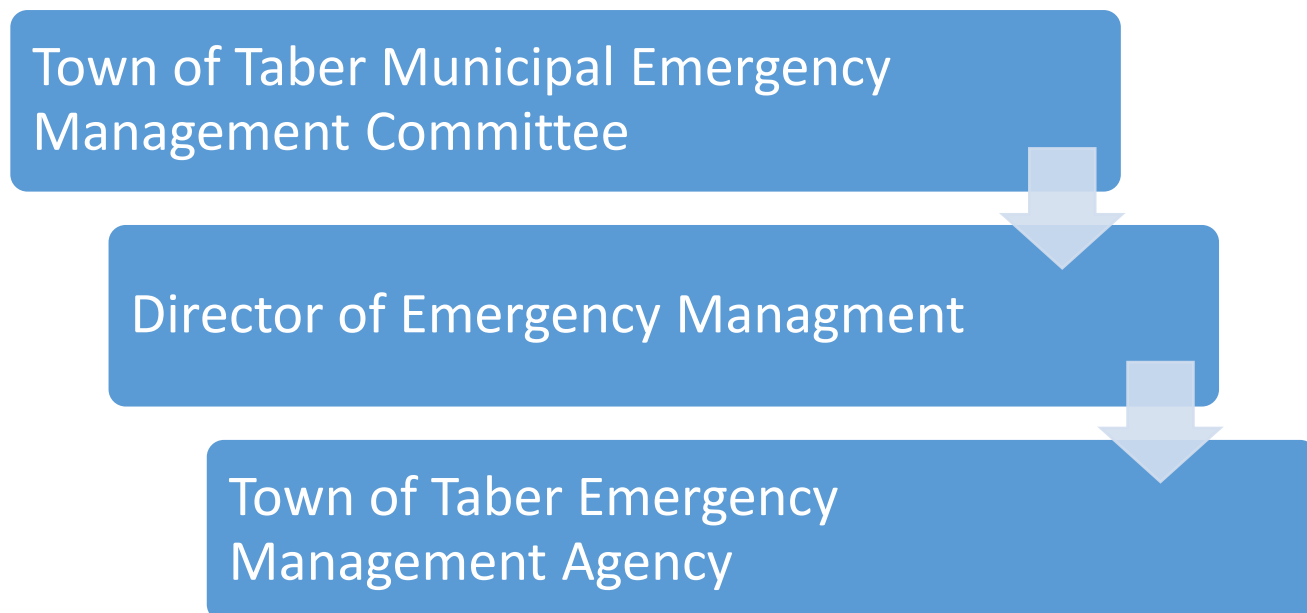 Town of Taber Municipal Emergency
Management Committee
Director of Emergency Managment
Town of Taber Emergency
Management Agency